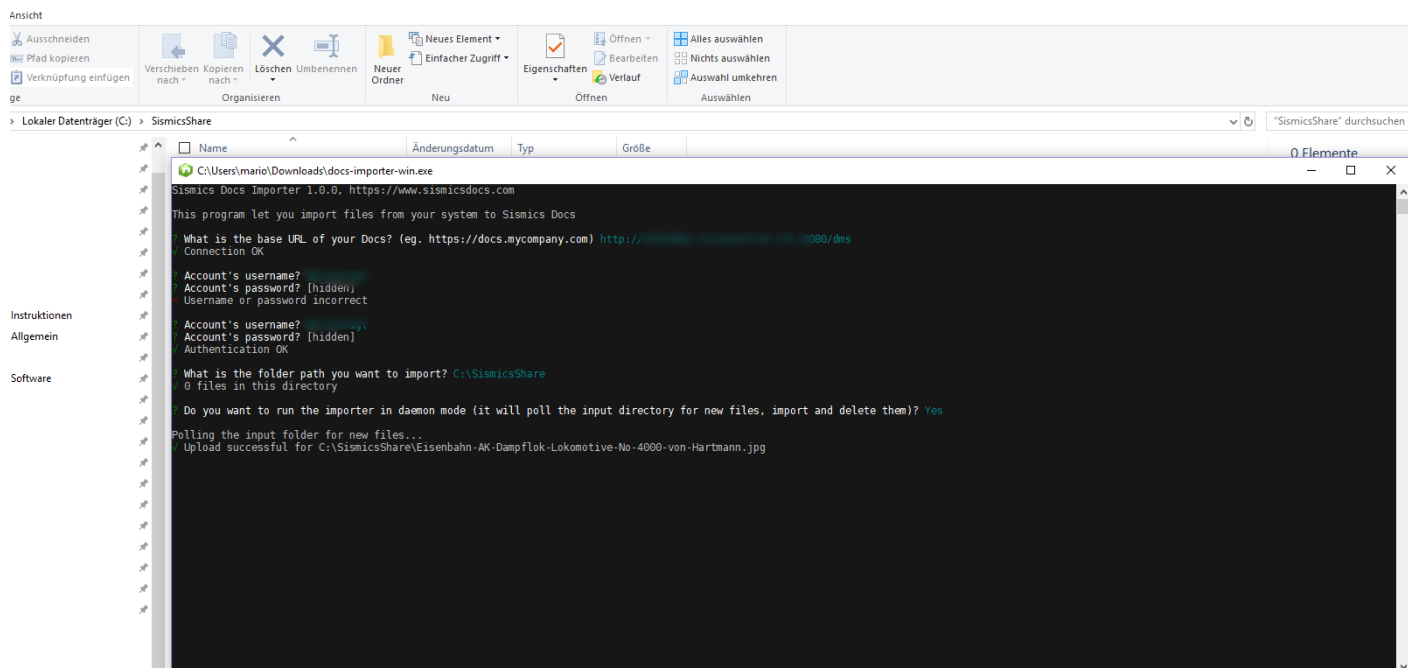 Ansicht
Ausschneiden
Pfad kopieren
Verknüpfung einfügen
ge
Verschieben nach
Kopieren nach
Löschen
Umbenennen
Organisieren
Neuer Ordner
Neues Element
Einfacher Zugriff
Neu
Eigenschaften
Öffnen
Bearbeiten
Verlauf
Öffnen
Alles auswählen
Nichts auswählen
Auswahl umkehren
Auswählen
> Lokaler Datenträger (C:) > SismicsShare
"SismicsShare" durchsuchen
Name Änderungsdatum Typ Größe
0 Elemente
Instruktionen
Allgemein
Software
C:\Users\mario\Downloads\docs-importer-win.exe
Sismics Docs Importer 1.0.0, https://www.sismicsdocs.com
This program let you import files from your system to Sismics Docs
? What is the base URL of your Docs? (eg. https://docs.mycompany.com) http:// 080/dms
√ Connection OK
? Account's username?
? Account's password? [hidden]
Username or password incorrect
? Account's username?
? Account's password? [hidden]
√ Authentication OK
? What is the folder path you want to import? C:\SismicsShare
√ 0 files in this directory
? Do you want to run the importer in daemon mode (it will poll the input directory for new files, import and delete them)? Yes
Polling the input folder for new files...
√ Upload successful for C:\SismicsShare\Eisenbahn-AK-Dampflok-Lokomotive-No-4000-von-Hartmann.jpg